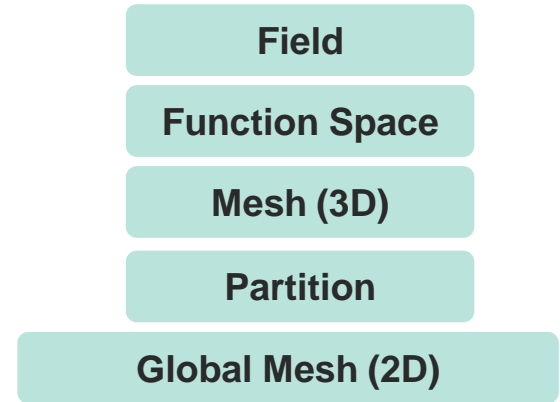 Field
Function Space
Mesh (3D)
Partition
Global Mesh (2D)